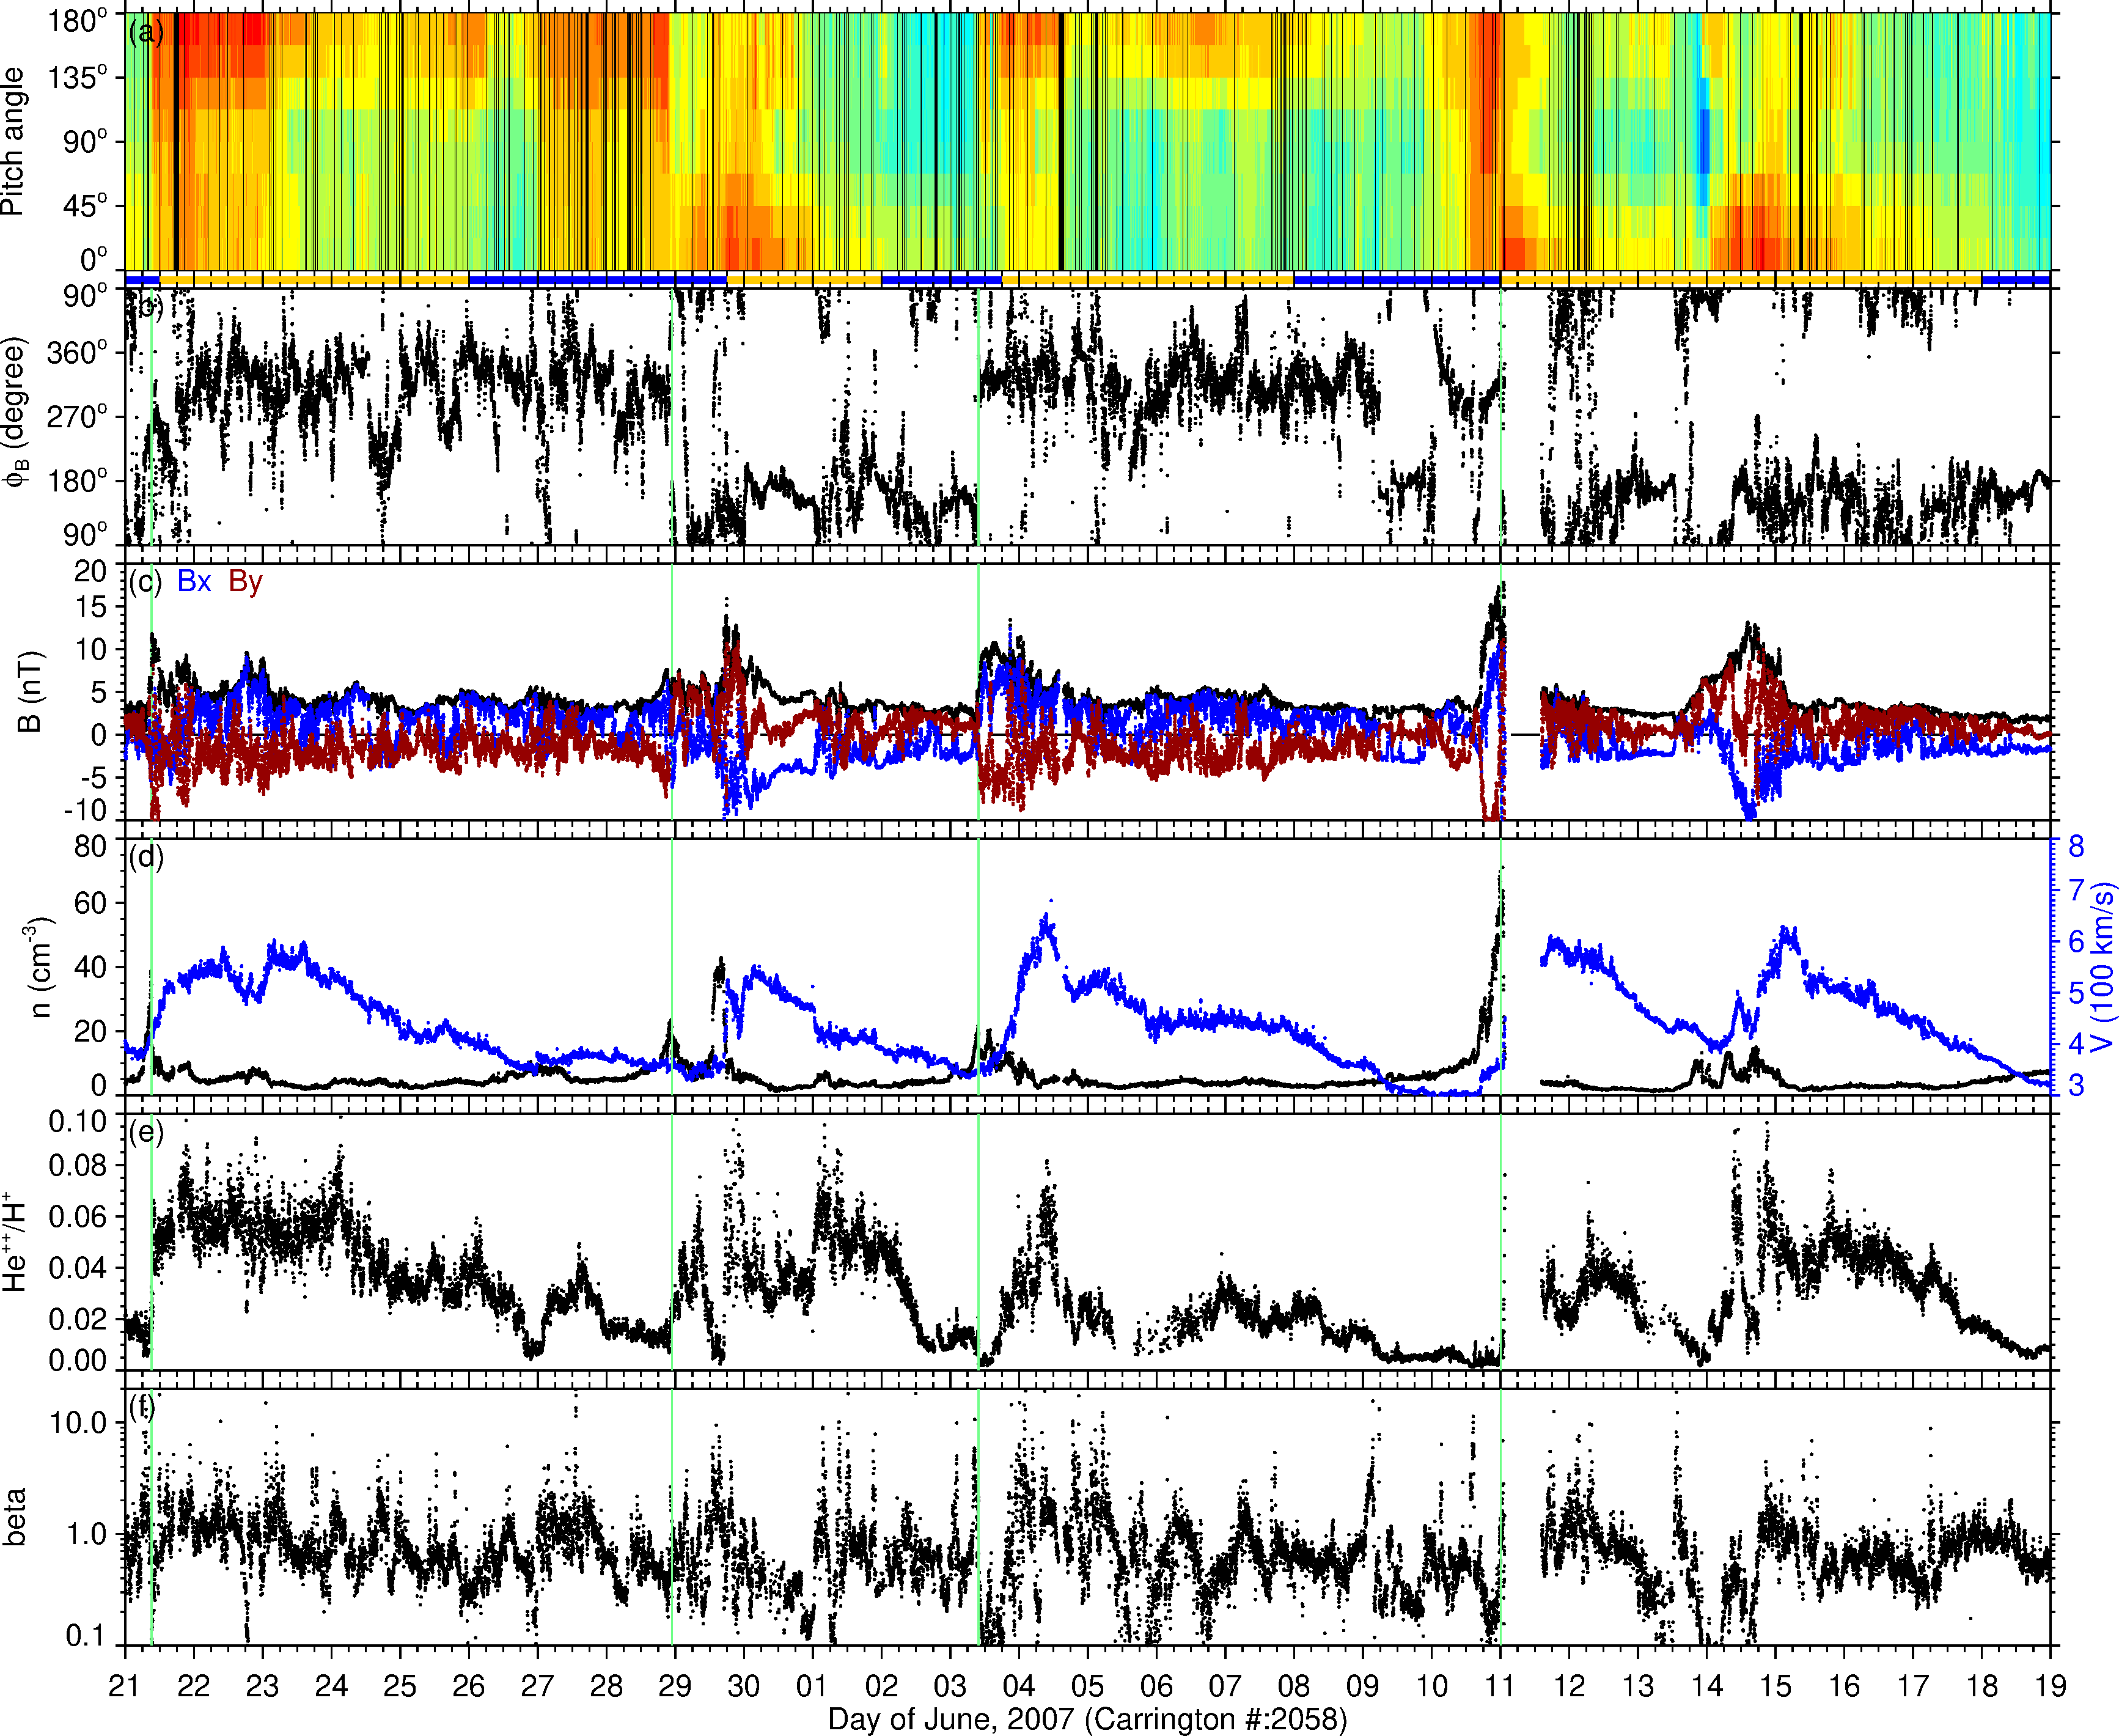 (a)
180°
135°
90°
45°
0°
Pitch angle
(b)
90°
360°
270°
180°
90°
ϕB (degree)
(c) Bx By
20
15
10
5
0
-5
-10
B (nT)
(d)
80
60
40
20
0
n (cm-3)
8
7
6
5
4
3
V (100 km/s)
(e)
0.10
0.08
0.06
0.04
0.02
0.00
He++/H+
(f)
10.0
1.0
0.1
beta
21 22 23 24 25 26 27 28 29 30 01 02 03 04 05 06 07 08 09 10 11 12 13 14 15 16 17 18 19
Day of June, 2007 (Carrington #:2058)